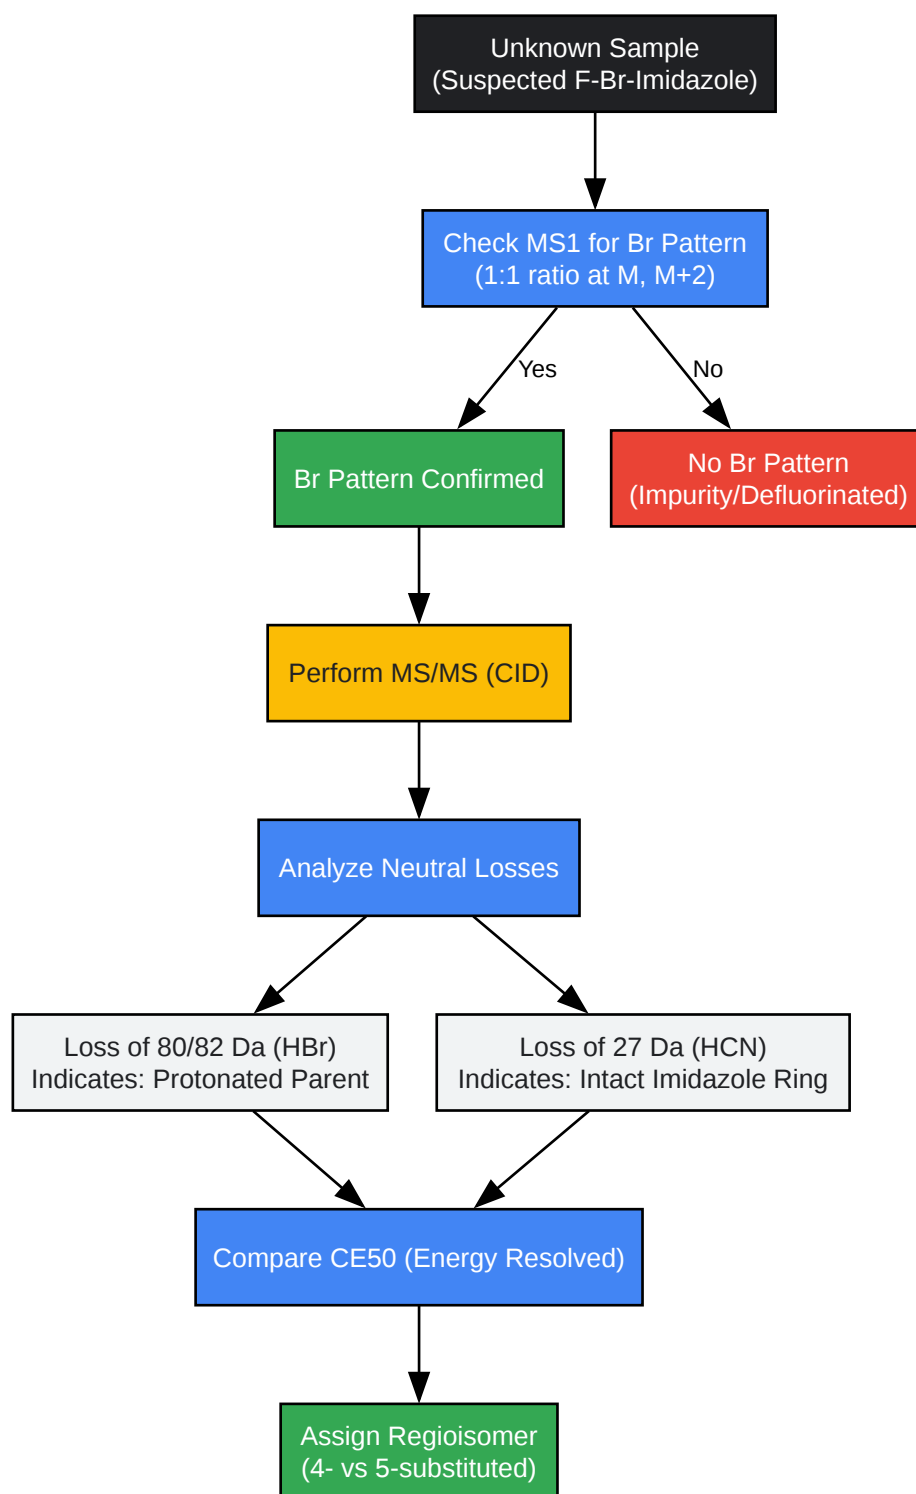 Unknown Sample
(Suspected F-Br-Imidazole)
Check MS1 for Br Pattern
(1:1 ratio at M, M+2)
Yes
No
Br Pattern Confirmed
No Br Pattern
(Impurity/Defluorinated)
Perform MS/MS (CID)
Analyze Neutral Losses
Loss of 80/82 Da (HBr)
Indicates: Protonated Parent
Loss of 27 Da (HCN)
Indicates: Intact Imidazole Ring
Compare CE50 (Energy Resolved)
Assign Regioisomer
(4- vs 5-substituted)